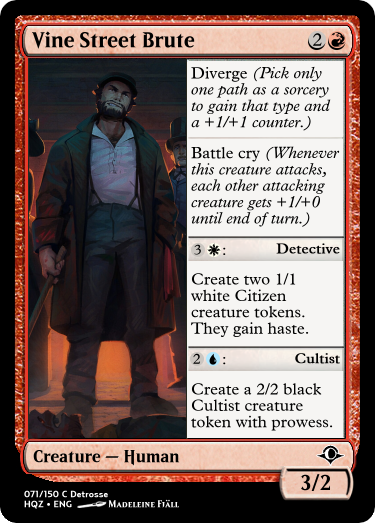 Vine Street Brute 2
Diverge (Pick only
one path as a sorcery
to gain that type and
a +1/+1 counter.)
Battle cry (Whenever
this creature attacks,
each other attacking
creature gets +1/+0
until end of turn.)
3 : Detective
Create two 1/1
white Citizen
creature tokens.
They gain haste.
2 : Cultist
Create a 2/2 black
Cultist creature
token with prowess.
Creature — Human
3/2
071/150 C Detrosse
HQZ • ENG Madeleine Fiäll